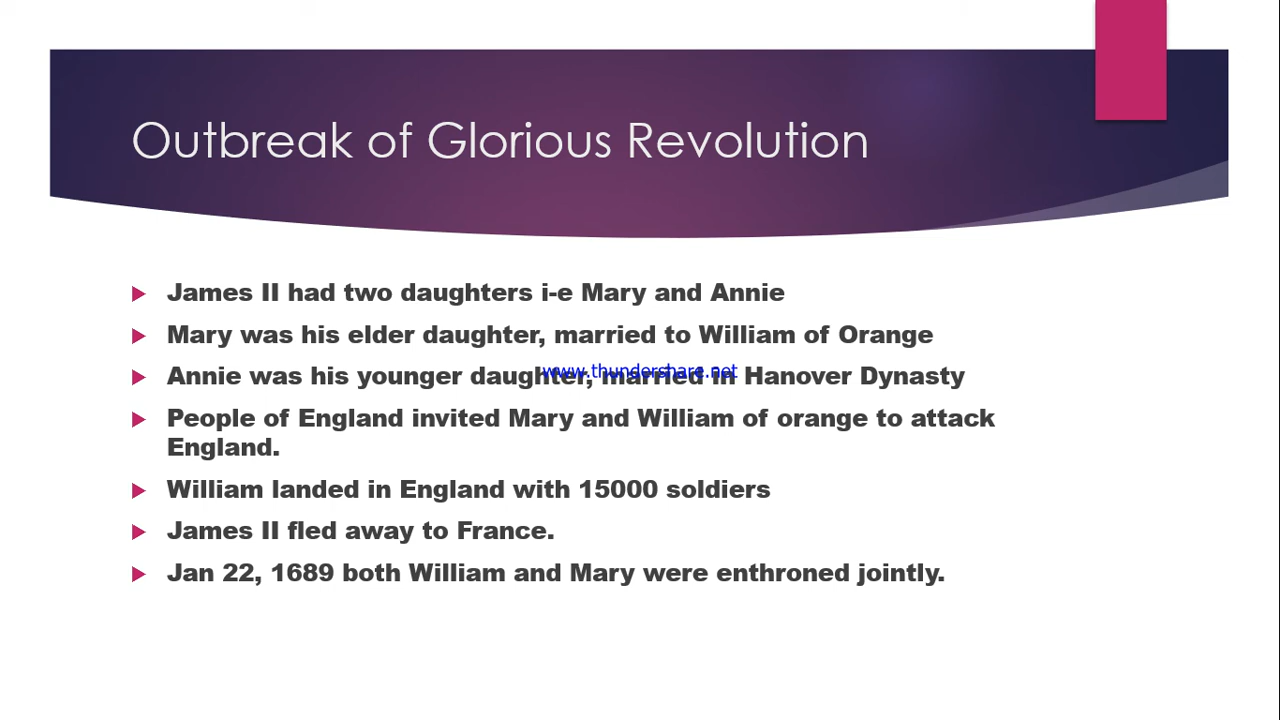 Outbreak of Glorious Revolution
James II had two daughters i-e Mary and Annie
Mary was his elder daughter, married to William of Orange
Annie was his younger daughter, married in Hanover Dynasty
www.thundershare.net
People of England invited Mary and William of orange to attack
England.
William landed in England with 15000 soldiers
James II fled away to France.
Jan 22, 1689 both William and Mary were enthroned jointly.